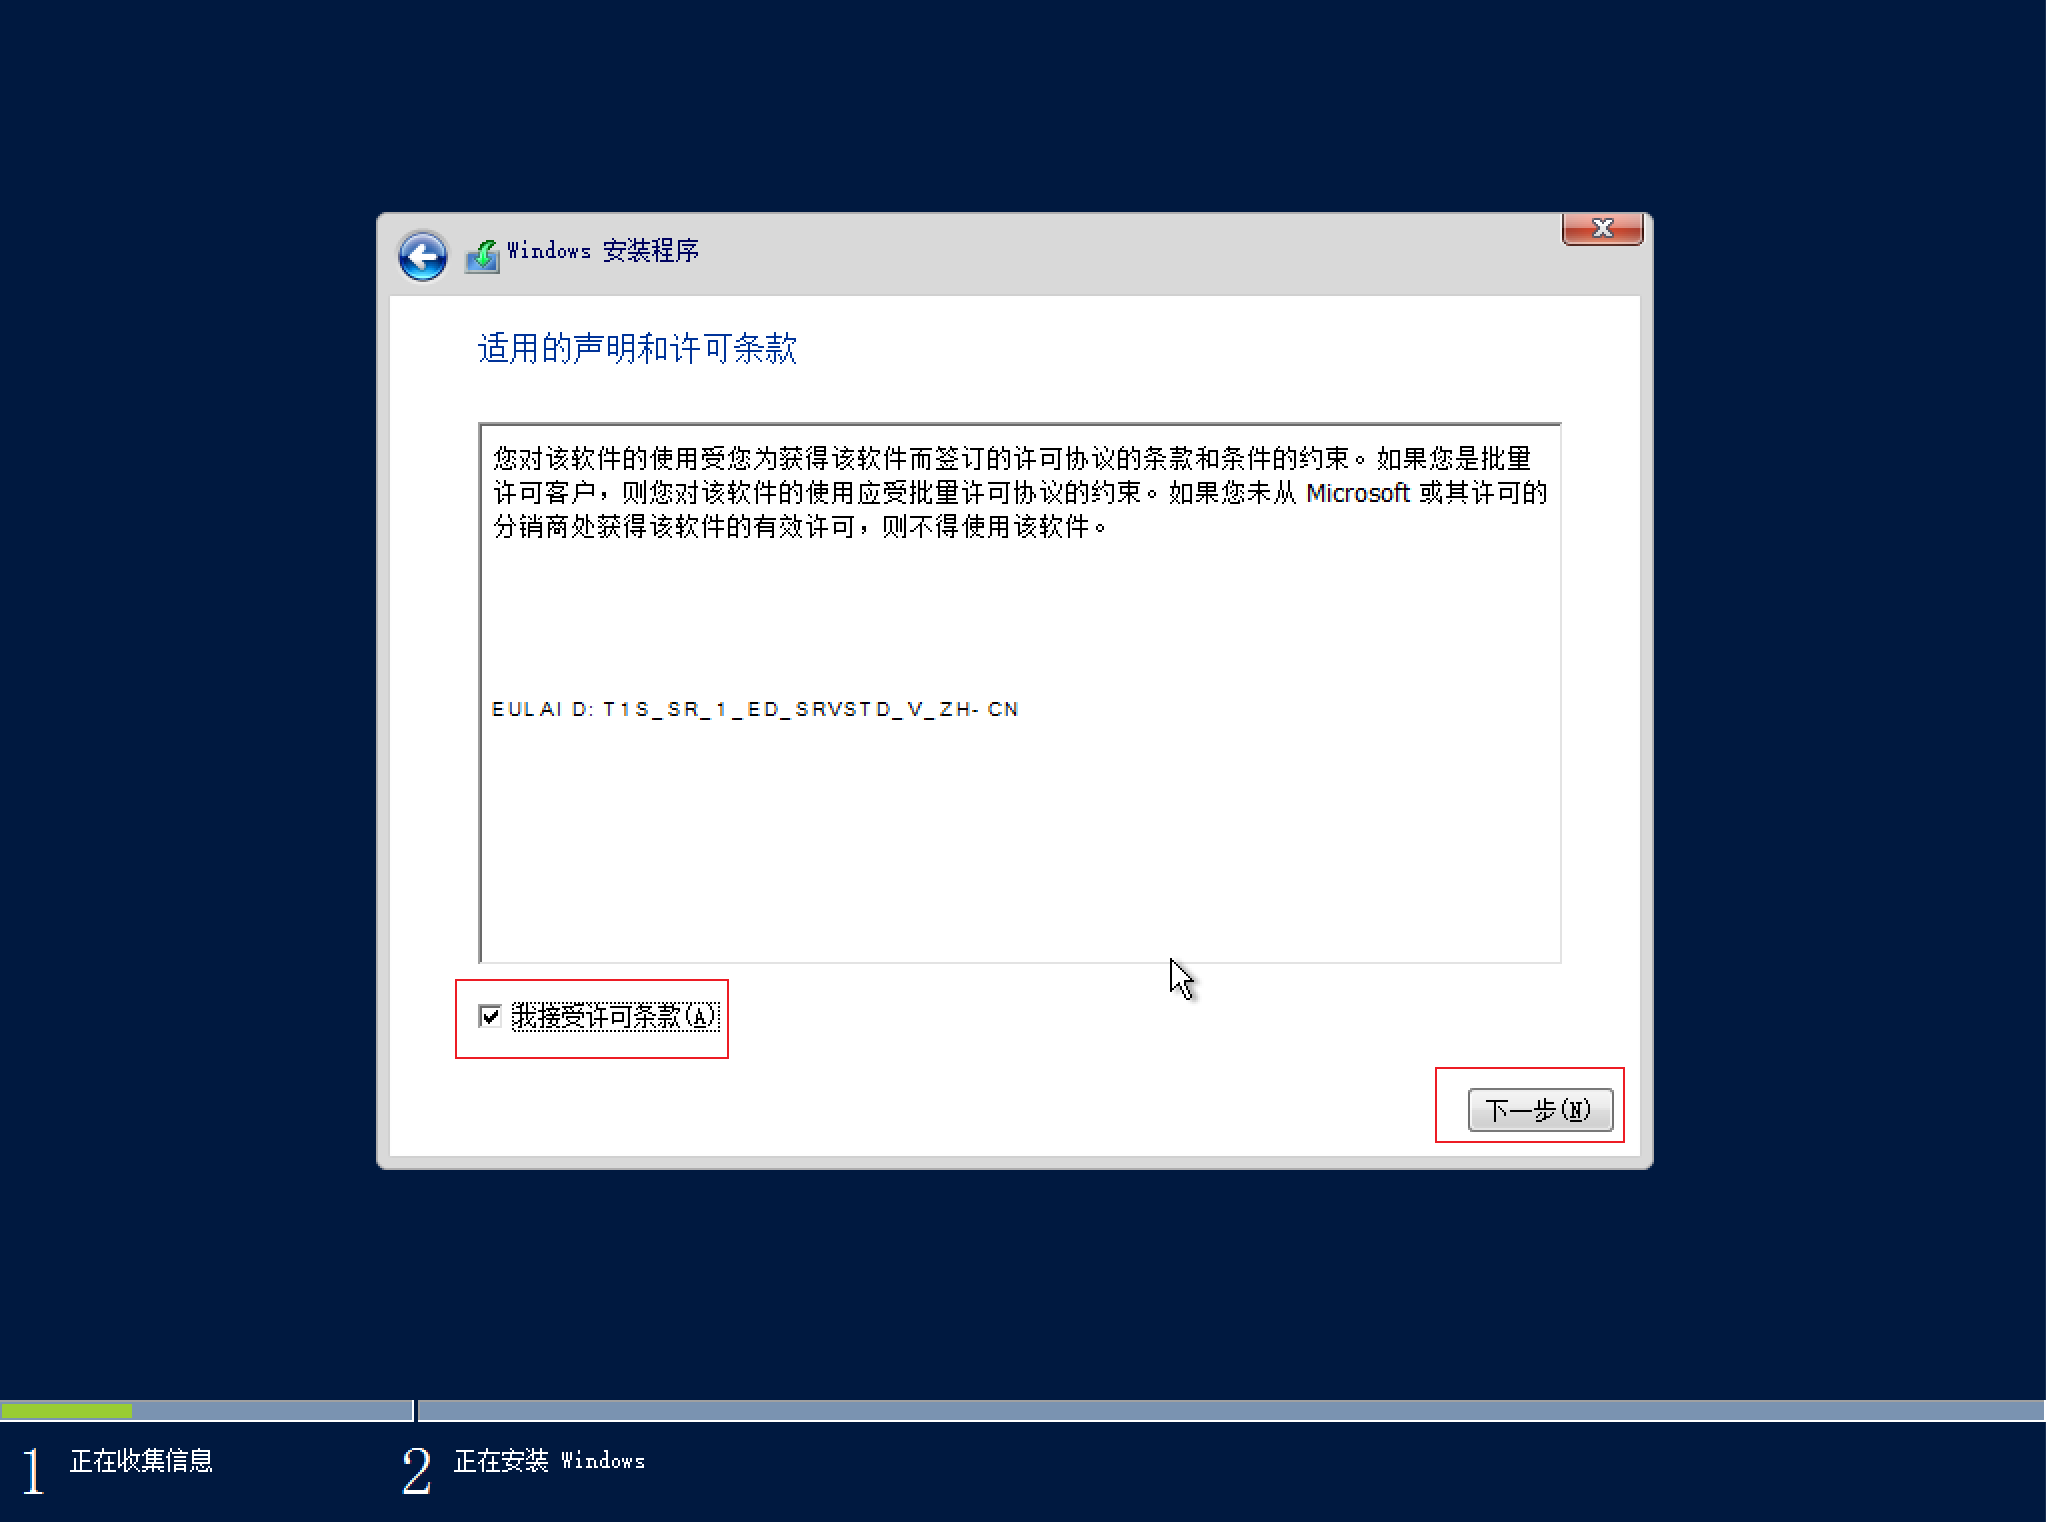 Windows 安装程序
适用的声明和许可条款
您对该软件的使用受您为获得该软件而签订的许可协议的条款和条件的约束。如果您是批量
许可客户，则您对该软件的使用应受批量许可协议的约束。如果您未从 Microsoft 或其许可的
分销商处获得该软件的有效许可，则不得使用该软件。
EULAID: T1S_SR_1_ED_SRVSTD_V_ZH-CN
我接受许可条款(A)
下一步(N)
1 正在收集信息
2 正在安装 Windows